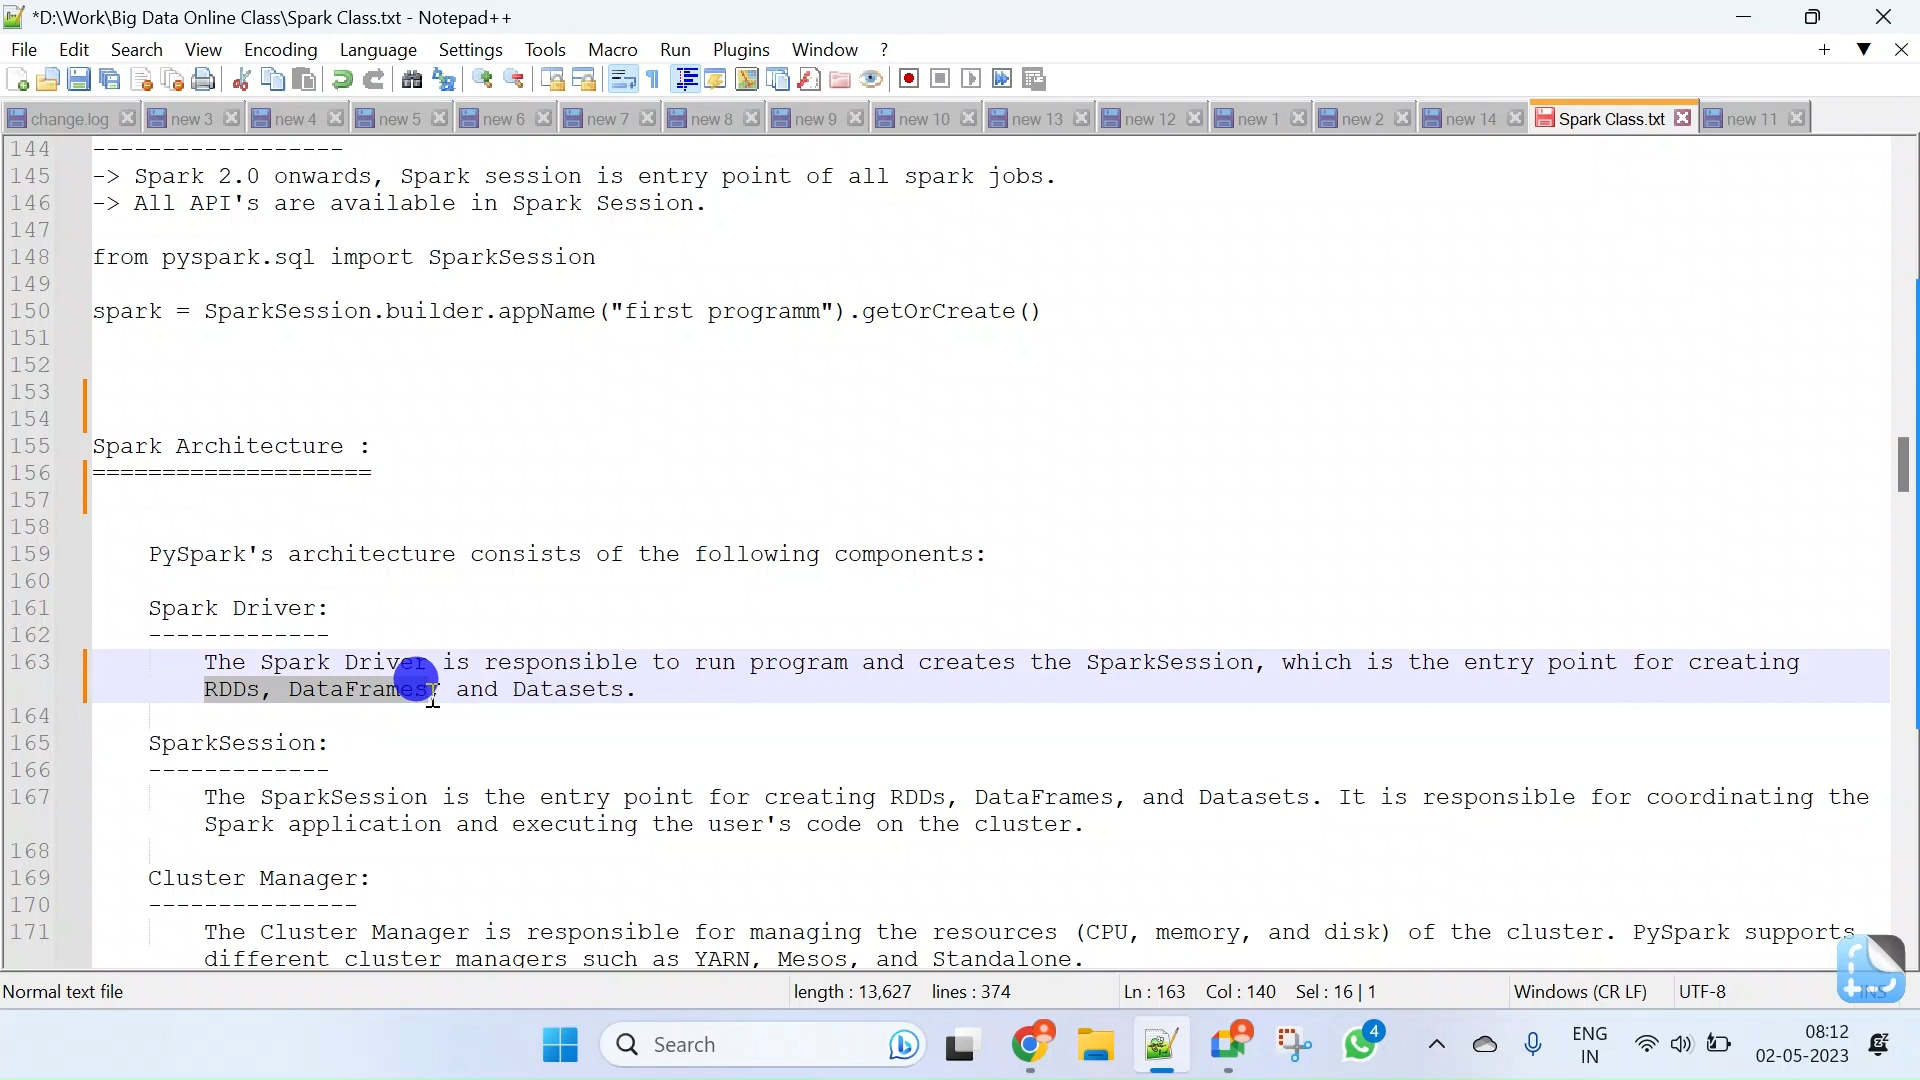 *D:\Work\Big Data Online Class\Spark Class.txt - Notepad++
File Edit Search View Encoding Language Settings Tools Macro Run Plugins Window ?
change.log new 3 new 4 new 5 new 6 new 7 new 8 new 9 new 10 new 13 new 12 new 1 new 2 new 14 Spark Class.txt new 11
144 ------------------
145 -> Spark 2.0 onwards, Spark session is entry point of all spark jobs.
146 -> All API's are available in Spark Session.
147
148 from pyspark.sql import SparkSession
149
150 spark = SparkSession.builder.appName("first programm").getOrCreate()
151
152
153
154
155 Spark Architecture :
156 ====================
157
158
159 PySpark's architecture consists of the following components:
160
161 Spark Driver:
162 -------------
163 The Spark Driver is responsible to run program and creates the SparkSession, which is the entry point for creating
RDDs, DataFrames, and Datasets.
164
165 SparkSession:
166 -------------
167 The SparkSession is the entry point for creating RDDs, DataFrames, and Datasets. It is responsible for coordinating the
Spark application and executing the user's code on the cluster.
168
169 Cluster Manager:
170 ---------------
171 The Cluster Manager is responsible for managing the resources (CPU, memory, and disk) of the cluster. PySpark supports
different cluster managers such as YARN, Mesos, and Standalone.
Normal text file length : 13,627 lines : 374 Ln : 163 Col : 140 Sel : 16 | 1 Windows (CR LF) UTF-8 INS
Search 4 ENG 08:12
IN 02-05-2023